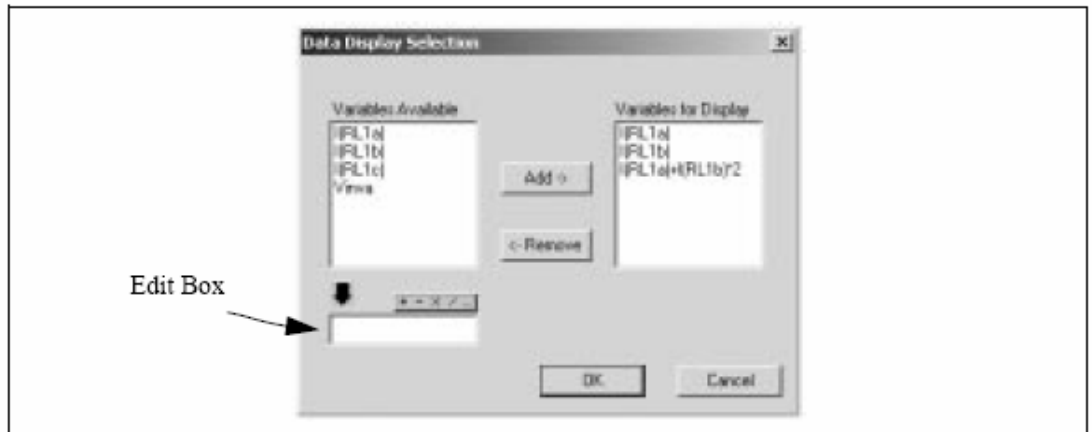 Data Display Selection
Variables Available
I(RL1a)
I(RL1b)
I(RL1c)
Vinwa
Variables for Display
I(RL1a)
I(RL1b)
I(RL1a)+I(RL1b)*2
Add ->
<- Remove
Edit Box
+ - X / ...
OK
Cancel